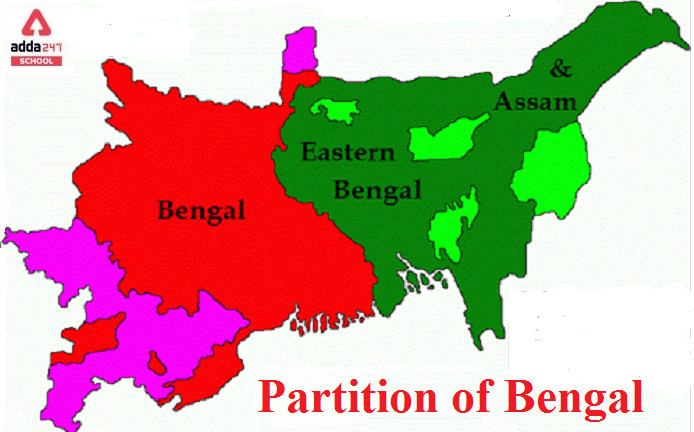 adda247
SCHOOL
&
Assam
Eastern
Bengal
Bengal
Partition of Bengal